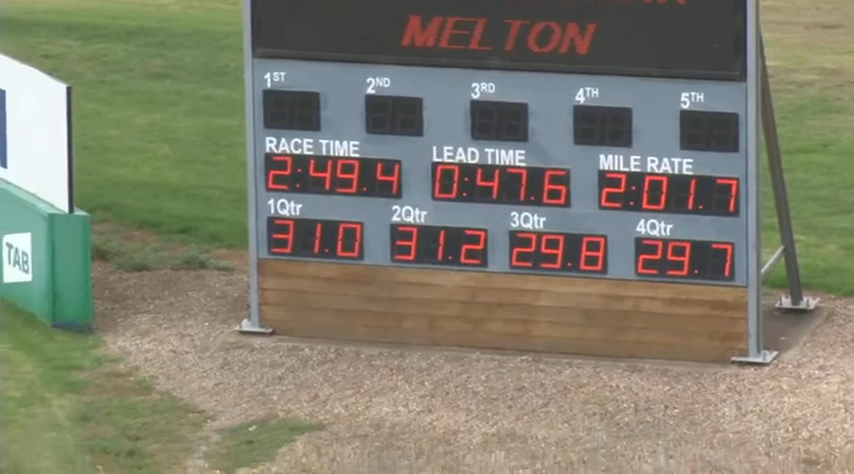 MELTON
1ST 2ND 3RD 4TH 5TH
RACE TIME LEAD TIME MILE RATE
2:49.4 0:47.6 2:01.7
1Qtr 2Qtr 3Qtr 4Qtr
31.0 31.2 29.8 29.7
TAB